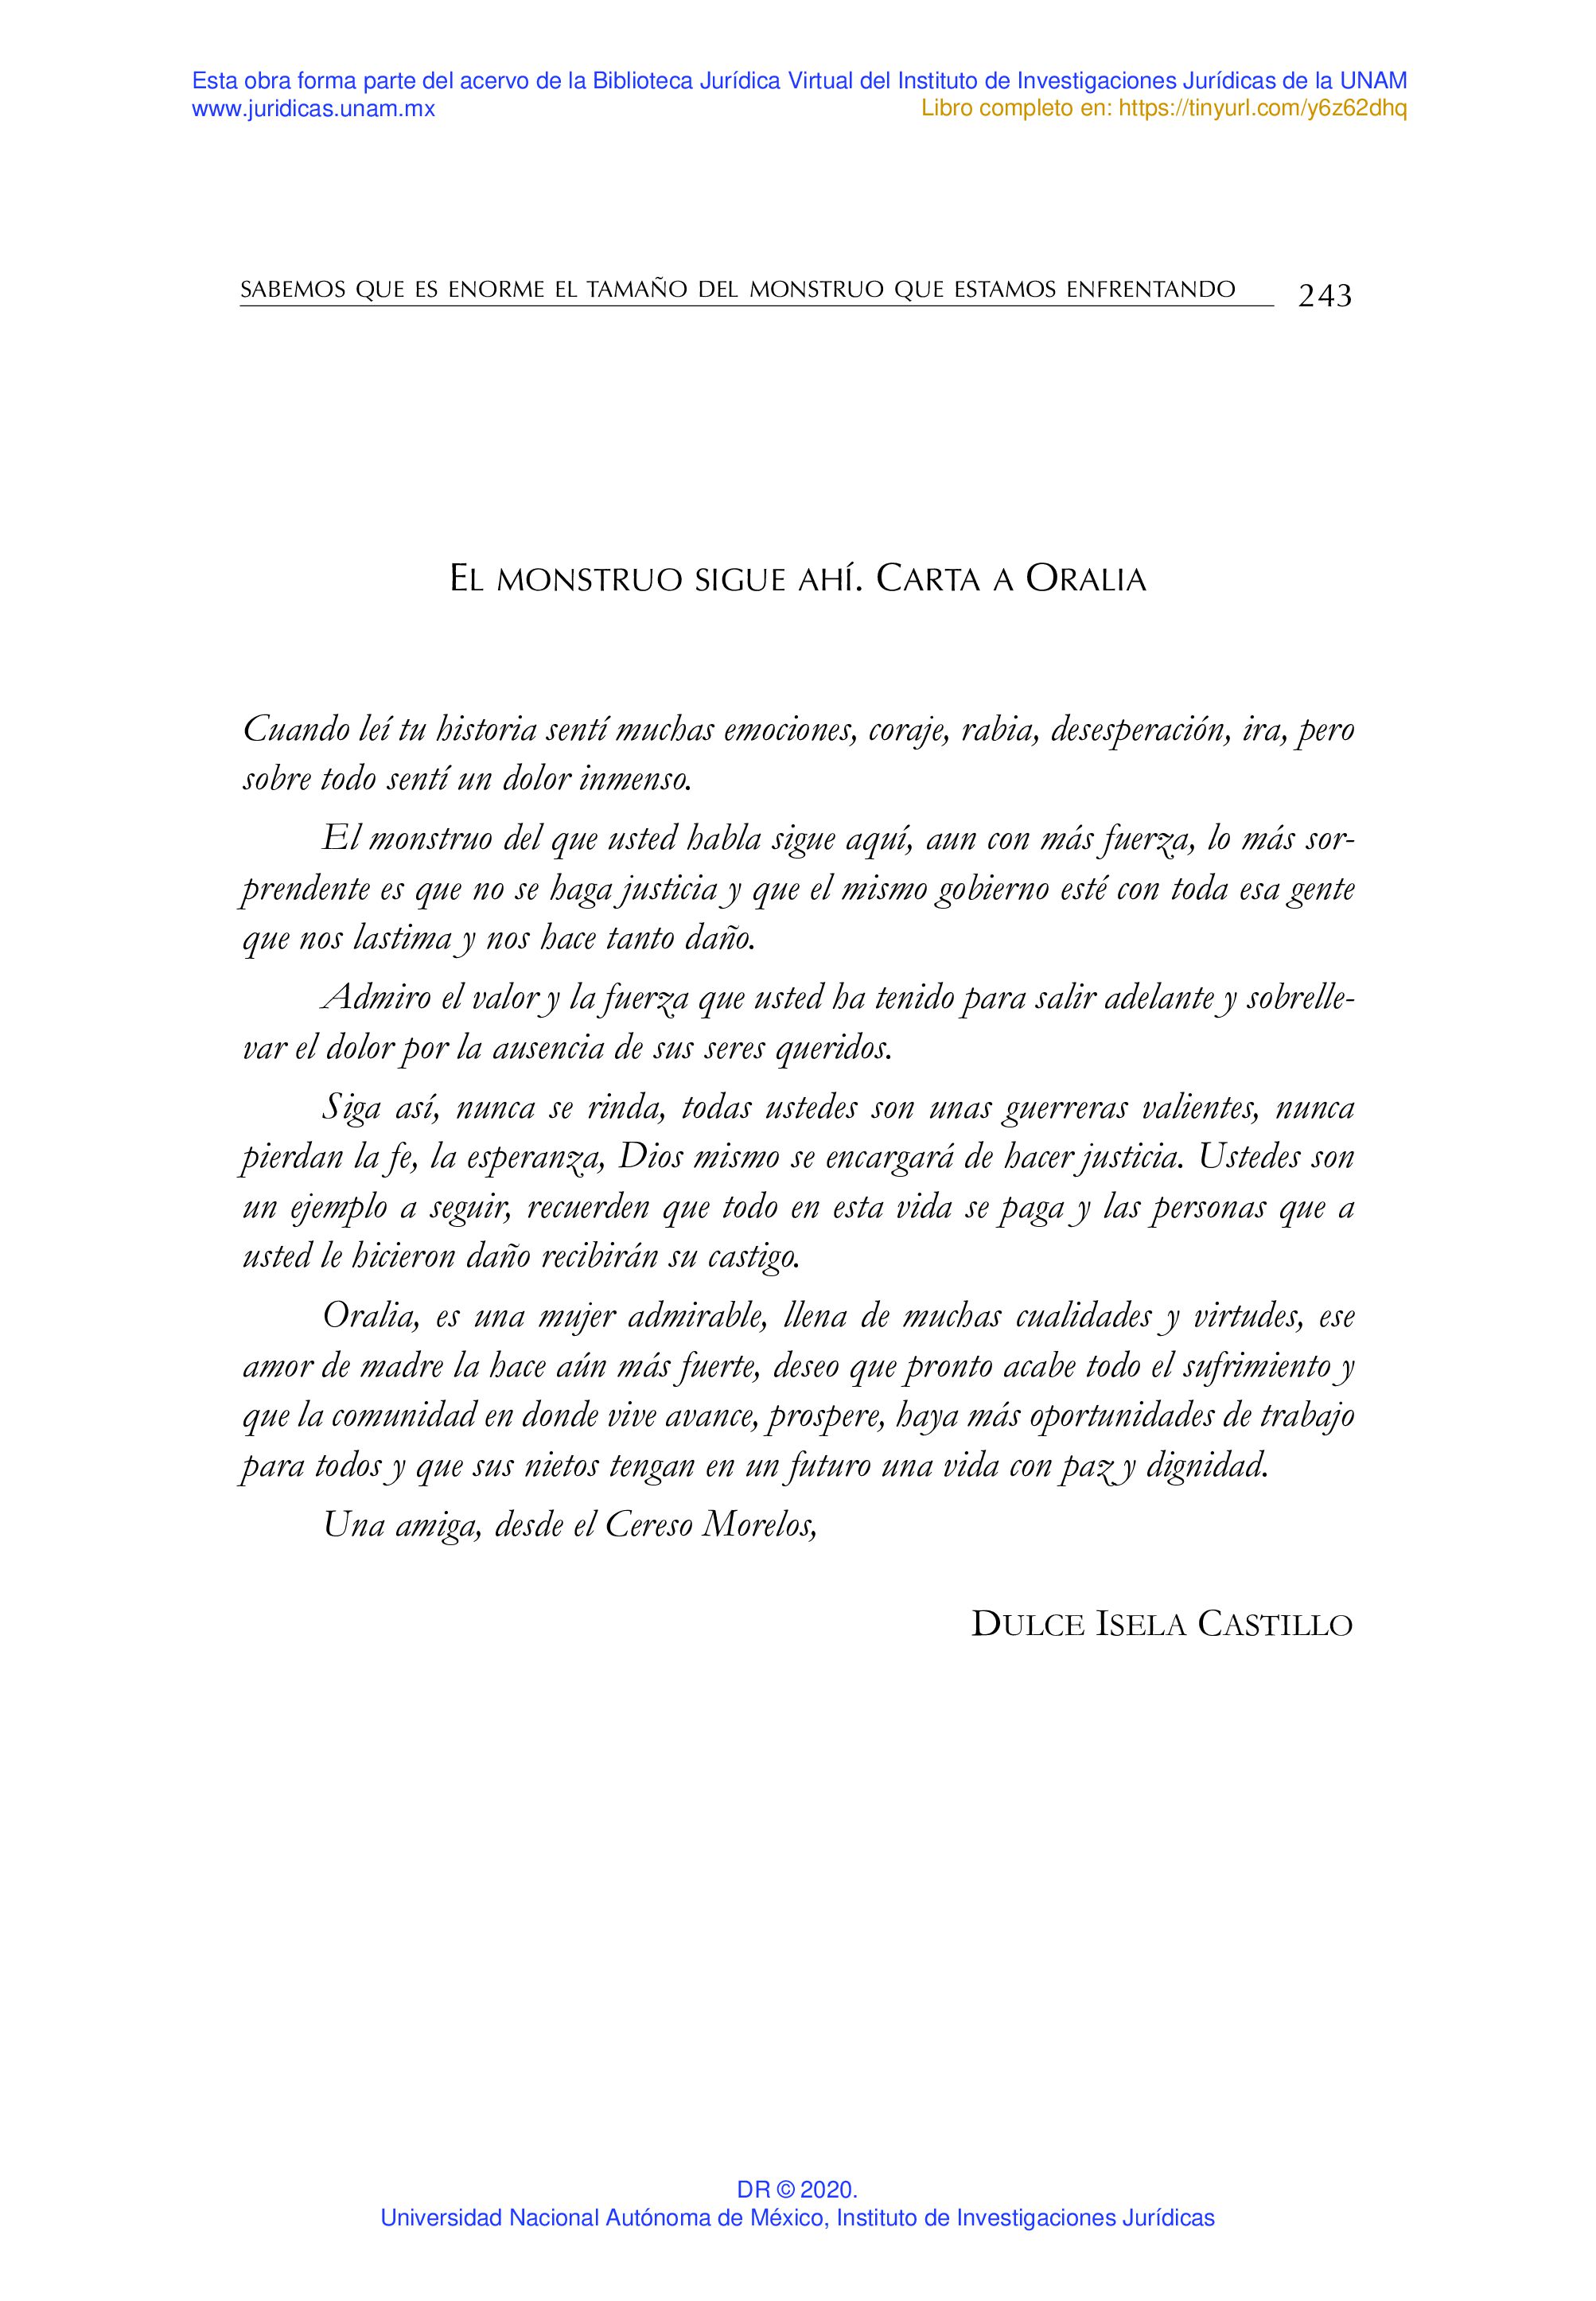 Esta obra forma parte del acervo de la Biblioteca Jurídica Virtual del Instituto de Investigaciones Jurídicas de la UNAM
www.juridicas.unam.mx Libro completo en: https://tinyurl.com/y6z62dhq
SABEMOS QUE ES ENORME EL TAMAÑO DEL MONSTRUO QUE ESTAMOS ENFRENTANDO 243
EL MONSTRUO SIGUE AHÍ. CARTA A ORALIA
Cuando leí tu historia sentí muchas emociones, coraje, rabia, desesperación, ira, pero
sobre todo sentí un dolor inmenso.
El monstruo del que usted habla sigue aquí, aun con más fuerza, lo más sor-
prendente es que no se haga justicia y que el mismo gobierno esté con toda esa gente
que nos lastima y nos hace tanto daño.
Admiro el valor y la fuerza que usted ha tenido para salir adelante y sobrelle-
var el dolor por la ausencia de sus seres queridos.
Siga así, nunca se rinda, todas ustedes son unas guerreras valientes, nunca
pierdan la fe, la esperanza, Dios mismo se encargará de hacer justicia. Ustedes son
un ejemplo a seguir, recuerden que todo en esta vida se paga y las personas que a
usted le hicieron daño recibirán su castigo.
Oralia, es una mujer admirable, llena de muchas cualidades y virtudes, ese
amor de madre la hace aún más fuerte, deseo que pronto acabe todo el sufrimiento y
que la comunidad en donde vive avance, prospere, haya más oportunidades de trabajo
para todos y que sus nietos tengan en un futuro una vida con paz y dignidad.
Una amiga, desde el Cereso Morelos,
DULCE ISELA CASTILLO
DR © 2020.
Universidad Nacional Autónoma de México, Instituto de Investigaciones Jurídicas